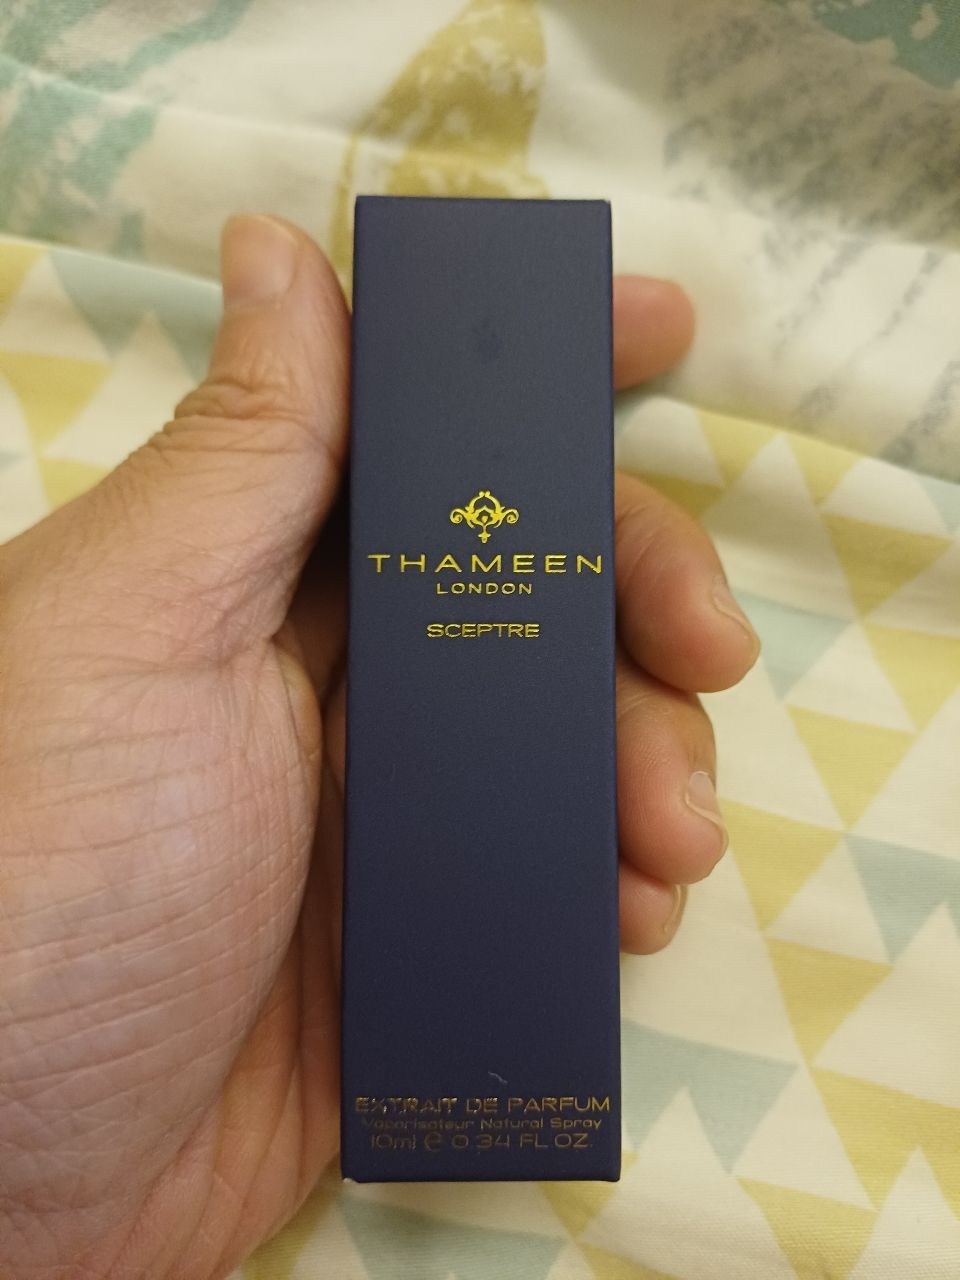 THAMEEN
LONDON
SCEPTRE
EXTRAIT DE PARFUM
Vaporisateur Natural Spray
10ml e 0.34 FL OZ.